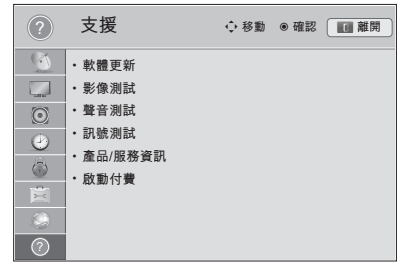 支援 移動 確認 離開
・軟體更新
・影像測試
・聲音測試
・訊號測試
・產品/服務資訊
・啟動付費